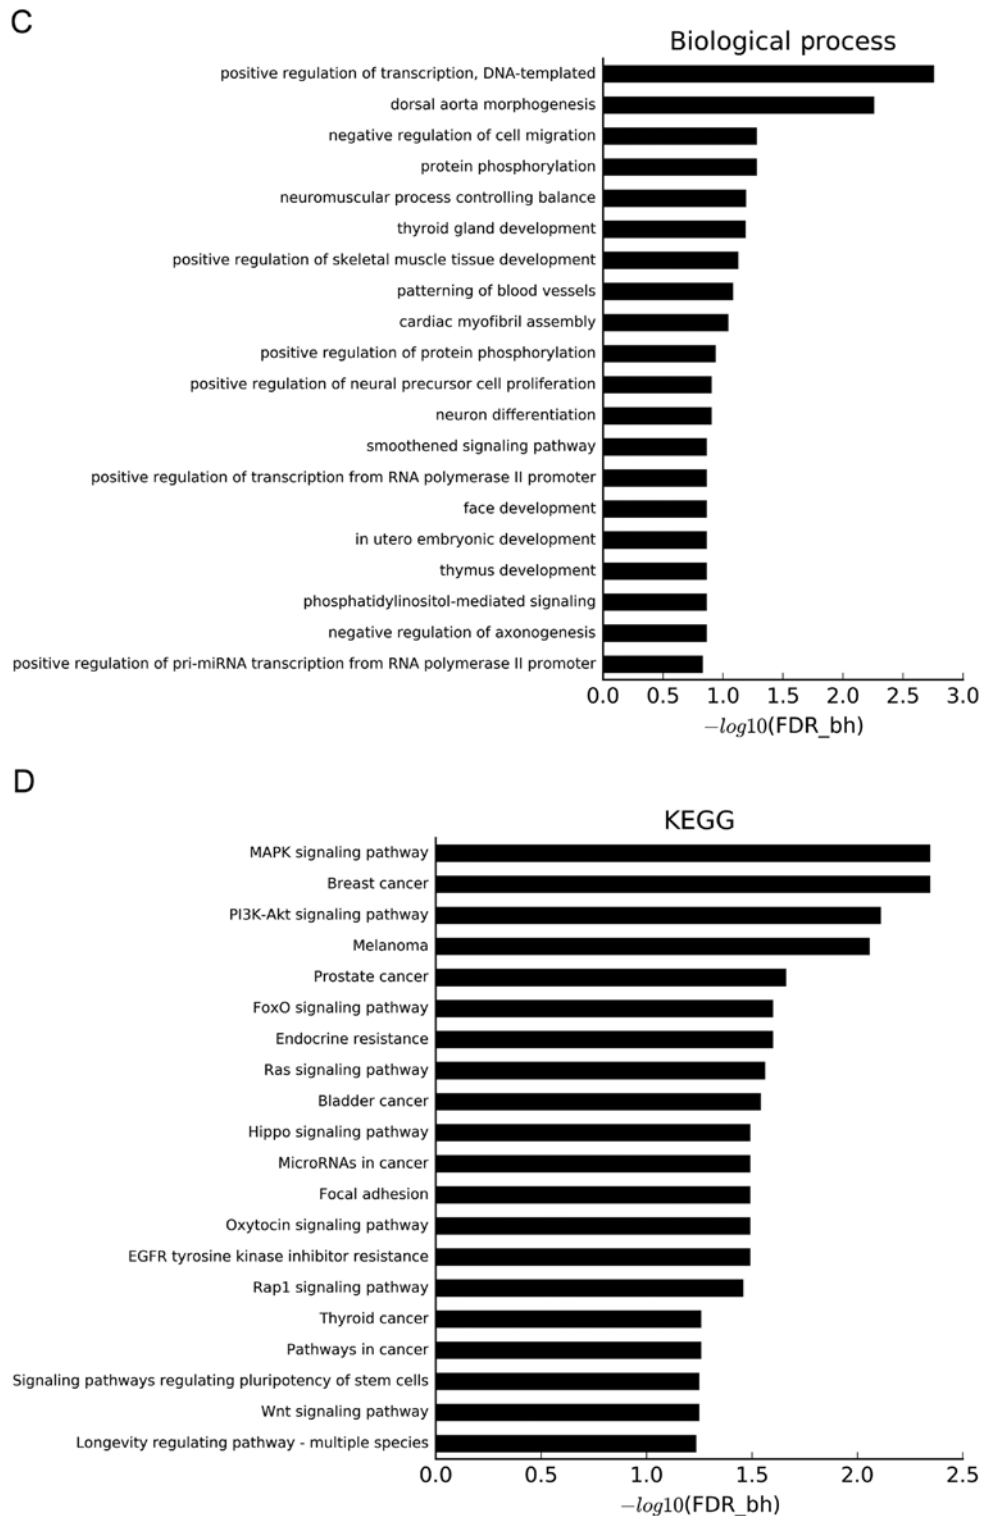 C
Biological process
positive regulation of transcription, DNA-templated
dorsal aorta morphogenesis
negative regulation of cell migration
protein phosphorylation
neuromuscular process controlling balance
thyroid gland development
positive regulation of skeletal muscle tissue development
patterning of blood vessels
cardiac myofibril assembly
positive regulation of protein phosphorylation
positive regulation of neural precursor cell proliferation
neuron differentiation
smoothened signaling pathway
positive regulation of transcription from RNA polymerase II promoter
face development
in utero embryonic development
thymus development
phosphatidylinositol-mediated signaling
negative regulation of axonogenesis
positive regulation of pri-miRNA transcription from RNA polymerase II promoter
0.0 0.5 1.0 1.5 2.0 2.5 3.0
−log10(FDR_bh)
D
KEGG
MAPK signaling pathway
Breast cancer
PI3K-Akt signaling pathway
Melanoma
Prostate cancer
FoxO signaling pathway
Endocrine resistance
Ras signaling pathway
Bladder cancer
Hippo signaling pathway
MicroRNAs in cancer
Focal adhesion
Oxytocin signaling pathway
EGFR tyrosine kinase inhibitor resistance
Rap1 signaling pathway
Thyroid cancer
Pathways in cancer
Signaling pathways regulating pluripotency of stem cells
Wnt signaling pathway
Longevity regulating pathway - multiple species
0.0 0.5 1.0 1.5 2.0 2.5
−log10(FDR_bh)